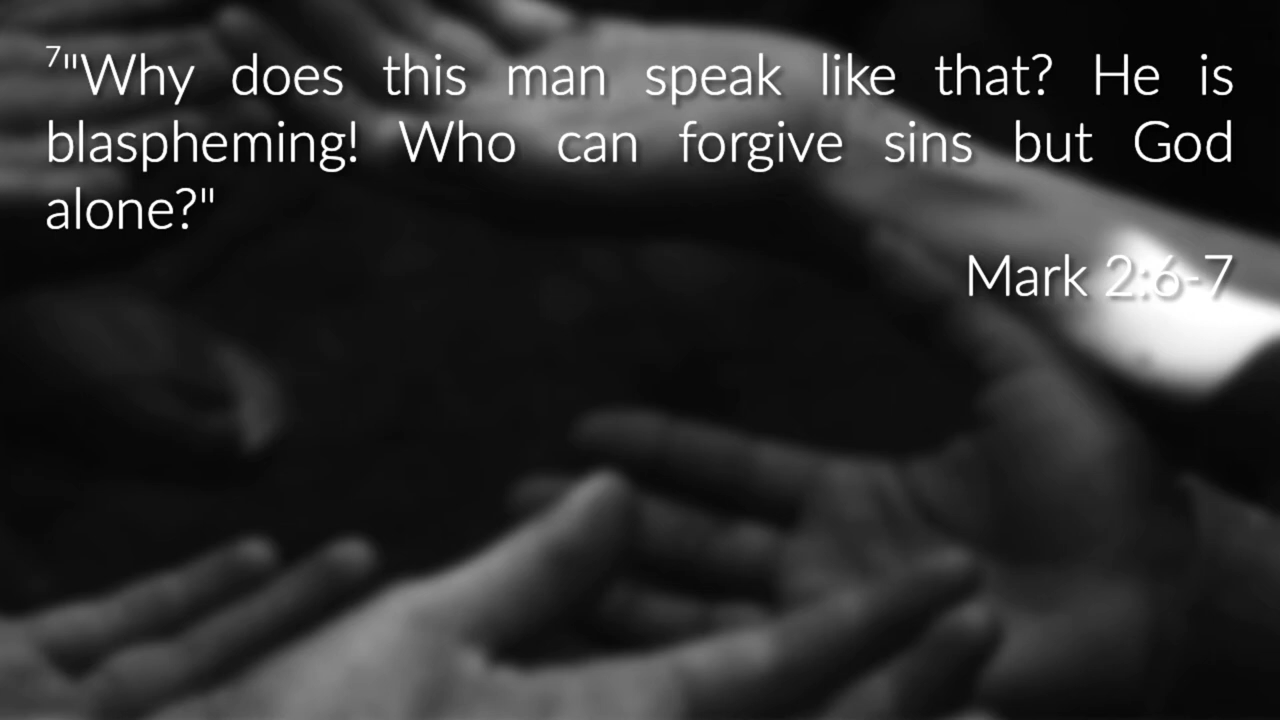 7"Why does this man speak like that? He is
blaspheming! Who can forgive sins but God
alone?"
Mark 2:6-7